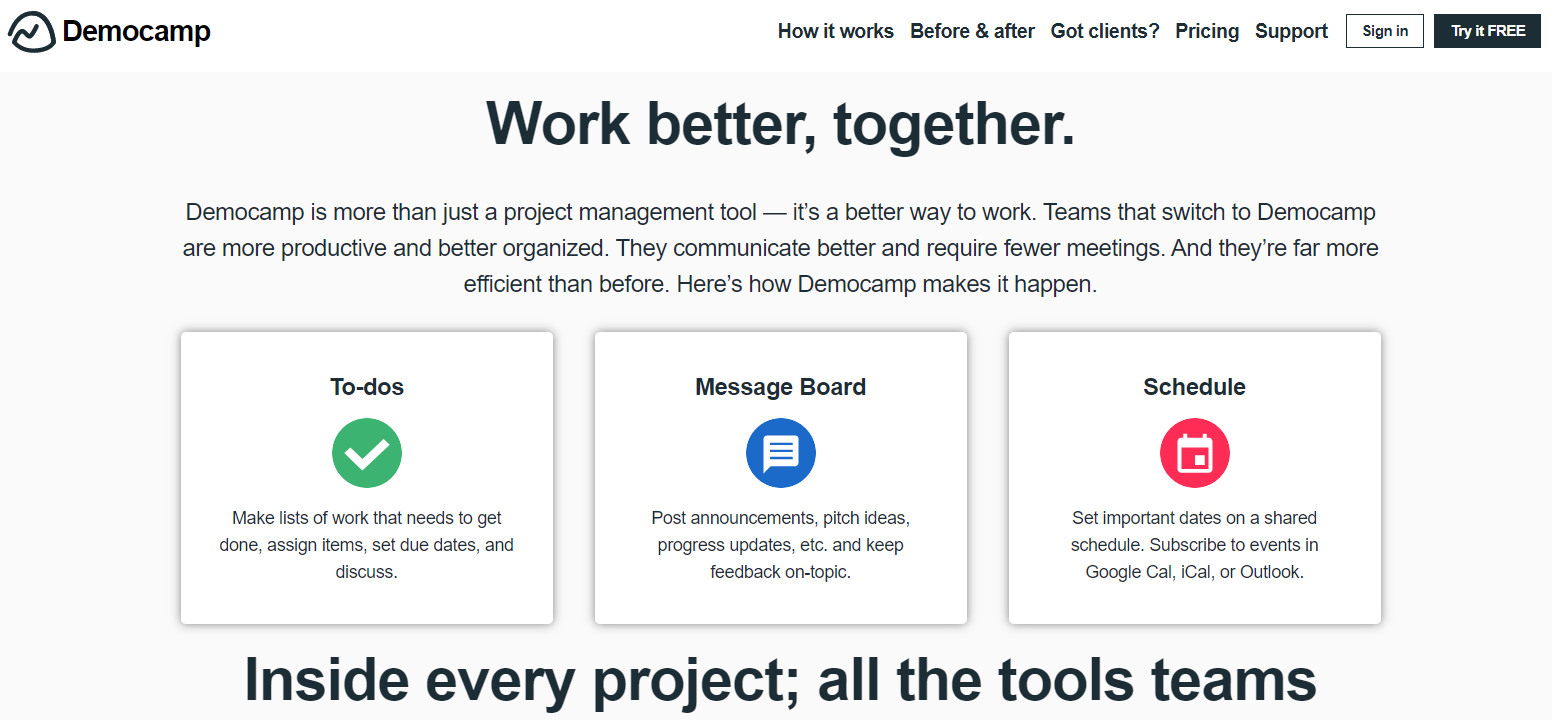 Democamp
How it works Before & after Got clients? Pricing Support Sign in Try it FREE
Work better, together.
Democamp is more than just a project management tool — it’s a better way to work. Teams that switch to Democamp
are more productive and better organized. They communicate better and require fewer meetings. And they’re far more
efficient than before. Here’s how Democamp makes it happen.
To-dos
Make lists of work that needs to get
done, assign items, set due dates, and
discuss.
Message Board
Post announcements, pitch ideas,
progress updates, etc. and keep
feedback on-topic.
Schedule
Set important dates on a shared
schedule. Subscribe to events in
Google Cal, iCal, or Outlook.
Inside every project; all the tools teams